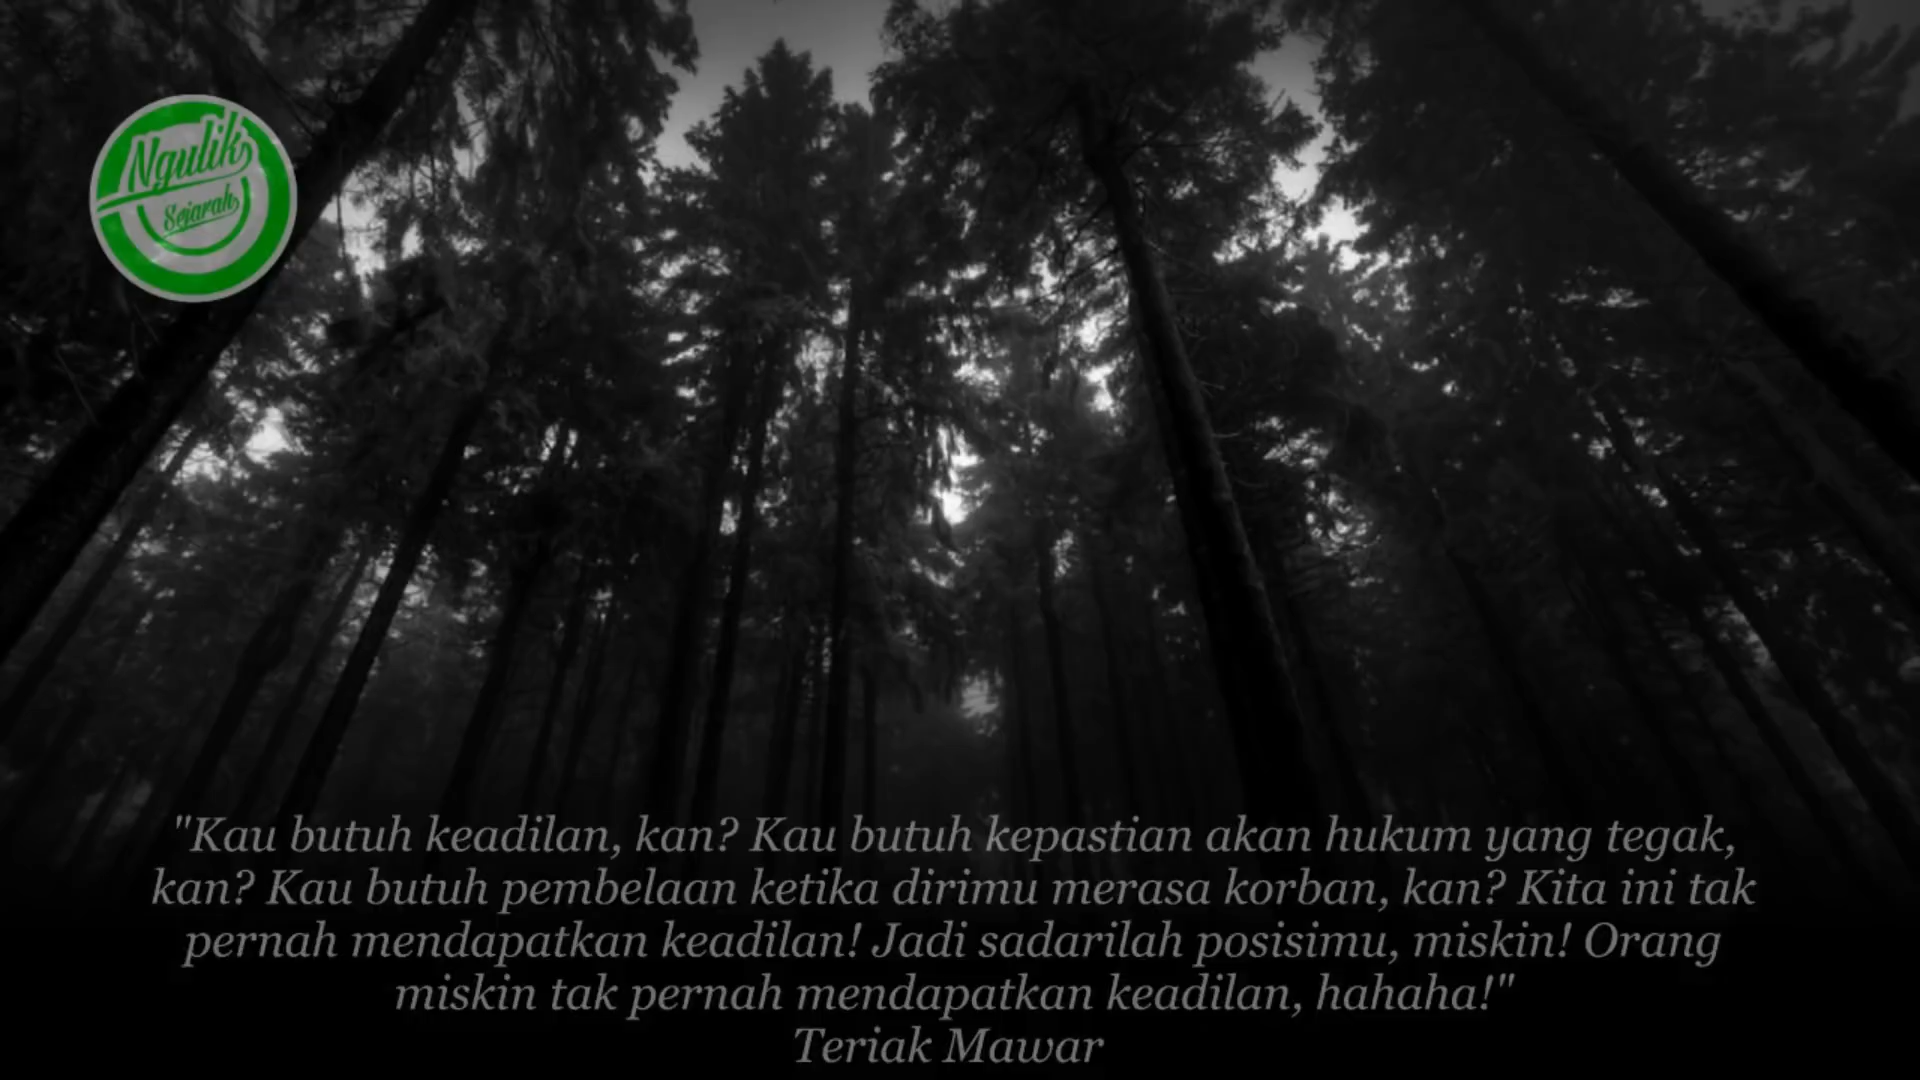 Ngulik
Sejarah
"Kau butuh keadilan, kan? Kau butuh kepastian akan hukum yang tegak,
kan? Kau butuh pembelaan ketika dirimu merasa korban, kan? Kita ini tak
pernah mendapatkan keadilan! Jadi sadarilah posisimu, miskin! Orang
miskin tak pernah mendapatkan keadilan, hahaha!"
Teriak Mawar